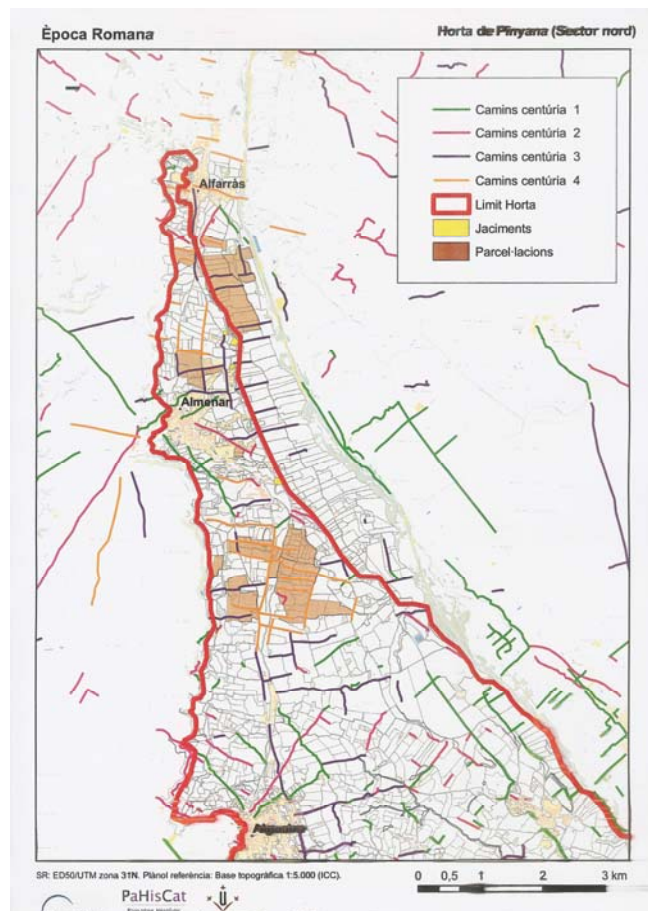 Època Romana
Horta de Pinyana (Sector nord)
Camins centúria 1
Camins centúria 2
Camins centúria 3
Camins centúria 4
Limit Horta
Jaciments
Parcel·lacions
Alfarràs
Almenar
SR: ED50/UTM zona 31N. Plànol referència: Base topogràfica 1:5.000 (ICC).
0 0,5 1 2 3 km
PaHisCat